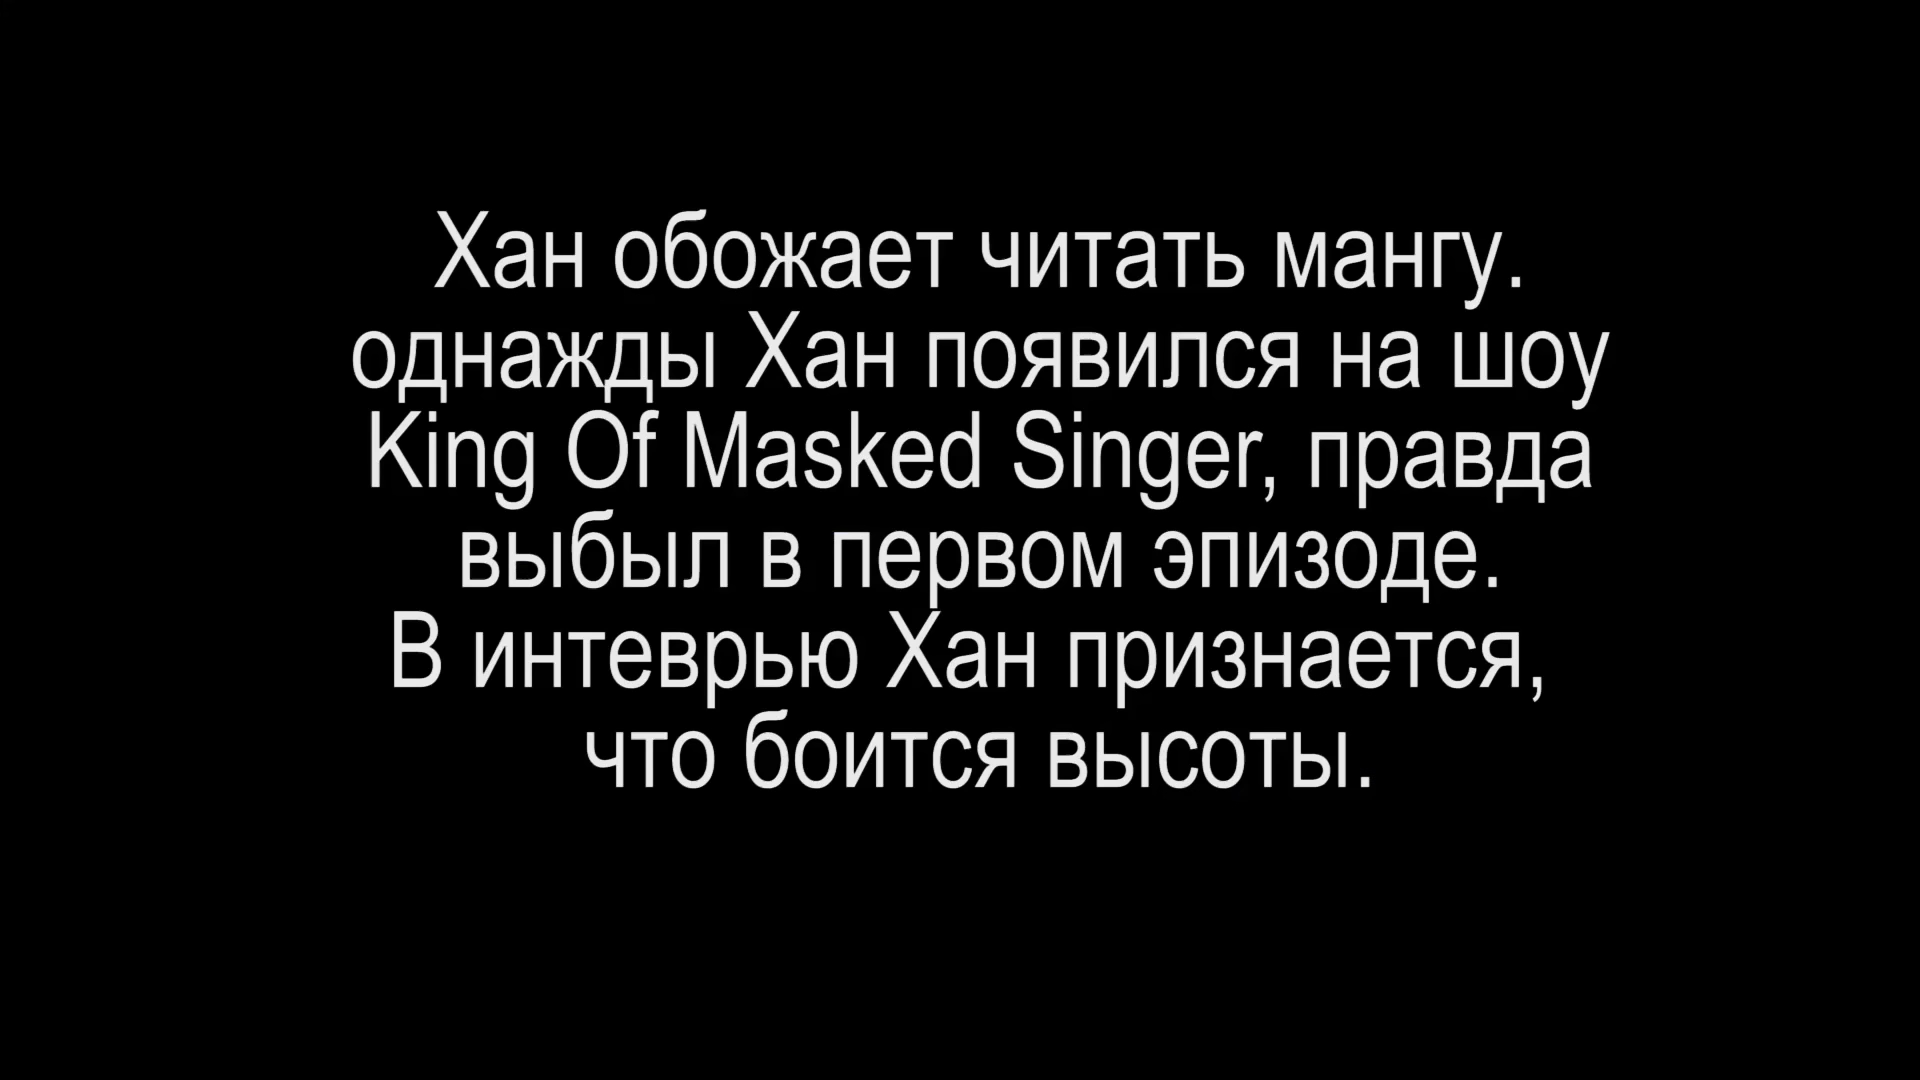 Хан обожает читать мангу.
однажды Хан появился на шоу
King Of Masked Singer, правда
выбыл в первом эпизоде.
В интеврью Хан признается,
что боится высоты.